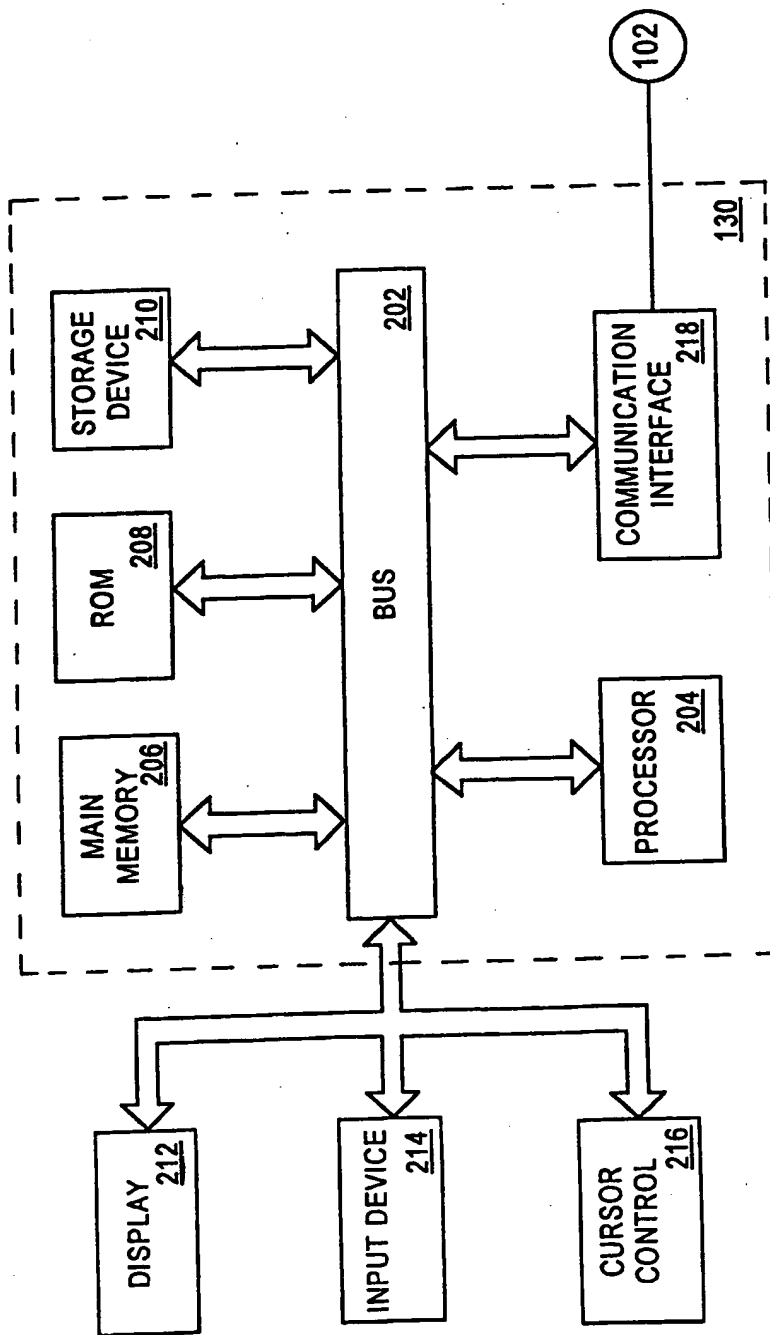 DISPLAY
212
INPUT DEVICE
214
CURSOR
CONTROL
216
MAIN
MEMORY
206
ROM
208
STORAGE
DEVICE
210
BUS
202
PROCESSOR
204
COMMUNICATION
INTERFACE
218
130
102